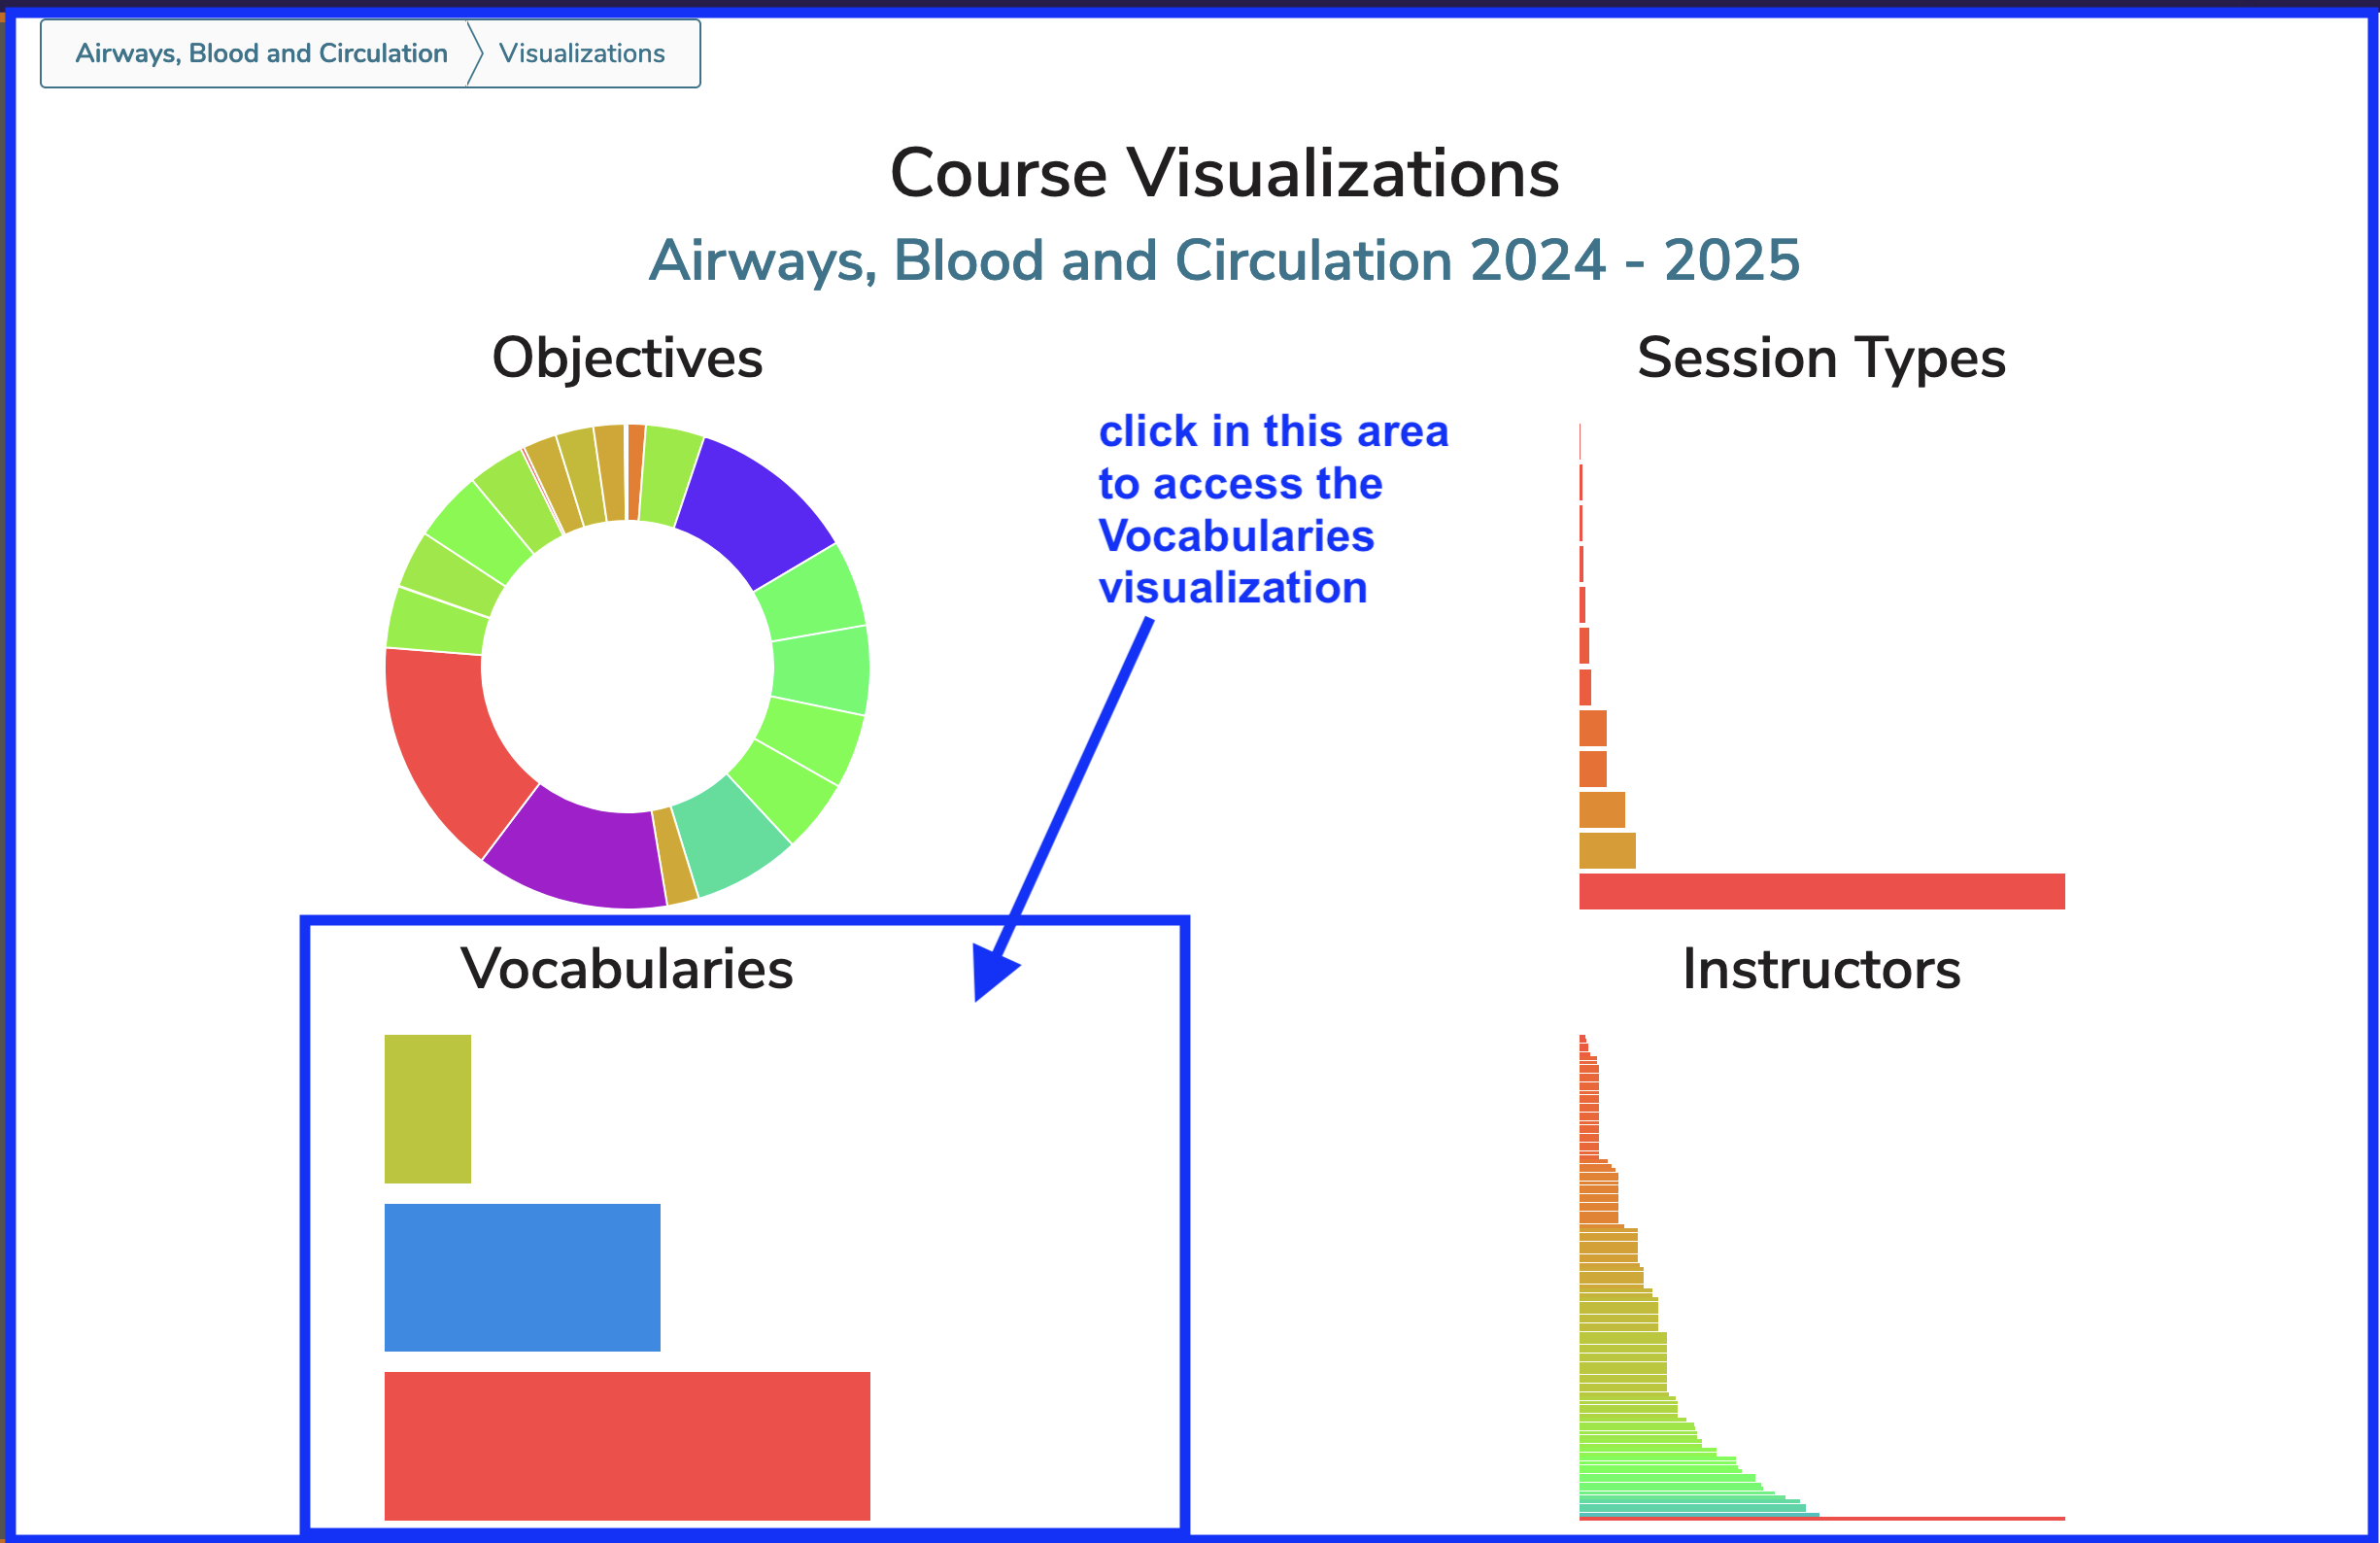 Airways, Blood and Circulation Visualizations
Course Visualizations
Airways, Blood and Circulation 2024 - 2025
Objectives
Session Types
click in this area
to access the
Vocabularies
visualization
Vocabularies
Instructors